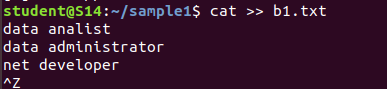 student@S14:~/sample1$ cat >> b1.txt
data analist
data administrator
net developer
^Z